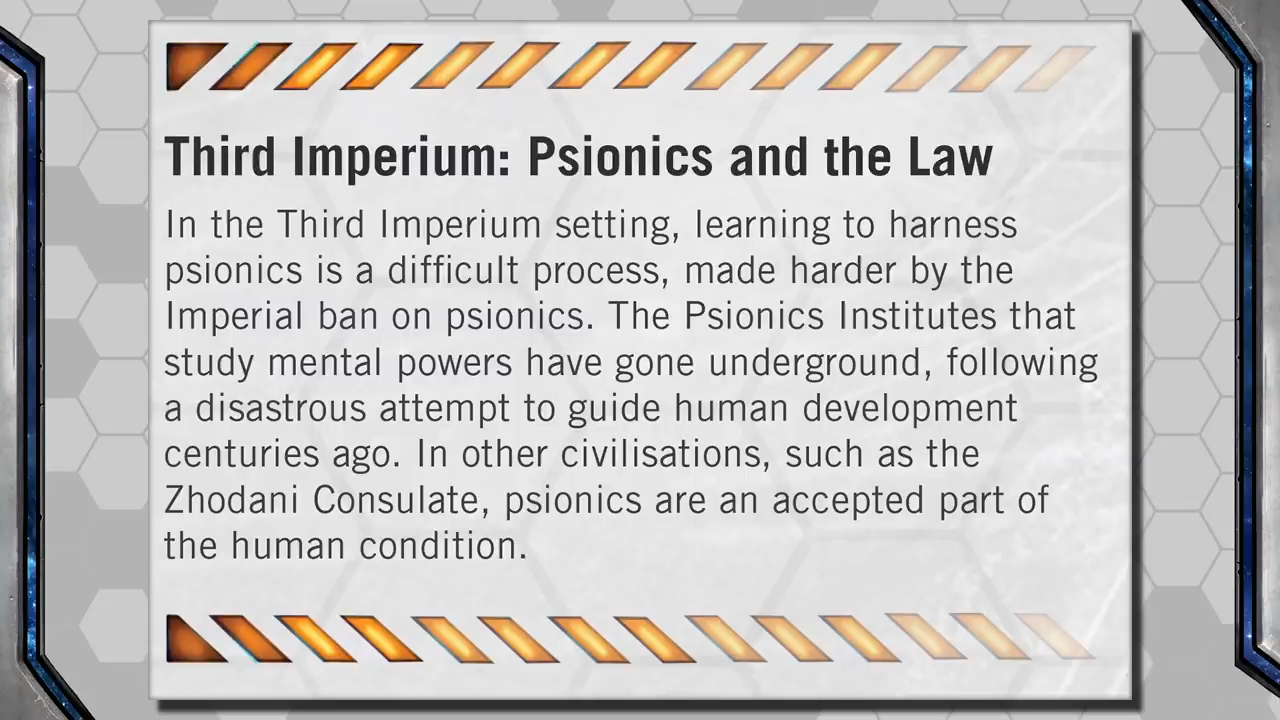 Third Imperium: Psionics and the Law
In the Third Imperium setting, learning to harness
psionics is a difficult process, made harder by the
Imperial ban on psionics. The Psionics Institutes that
study mental powers have gone underground, following
a disastrous attempt to guide human development
centuries ago. In other civilisations, such as the
Zhodani Consulate, psionics are an accepted part of
the human condition.